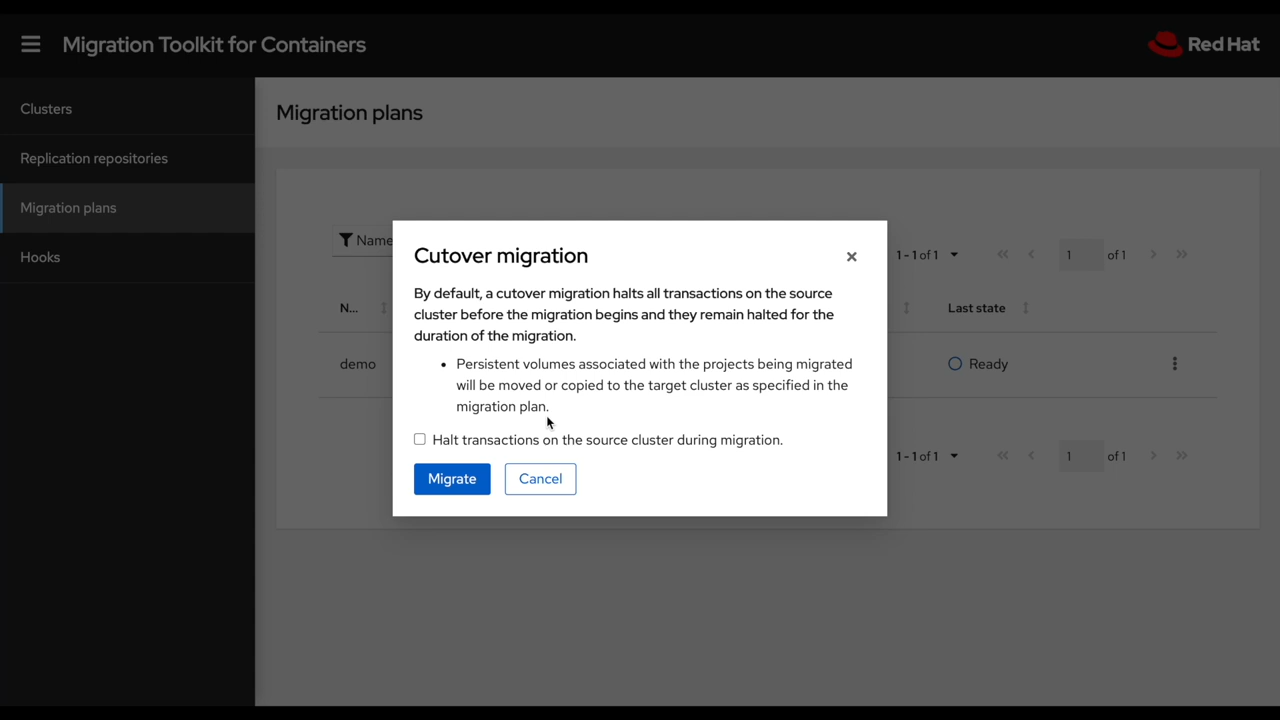 Migration Toolkit for Containers
Red Hat
Clusters
Replication repositories
Migration plans
Hooks
Migration plans
Name
1 - 1 of 1
1 of 1
N...
Last state
demo
Ready
1 - 1 of 1
1 of 1
Cutover migration
By default, a cutover migration halts all transactions on the source
cluster before the migration begins and they remain halted for the
duration of the migration.
• Persistent volumes associated with the projects being migrated
will be moved or copied to the target cluster as specified in the
migration plan.
Halt transactions on the source cluster during migration.
Migrate
Cancel